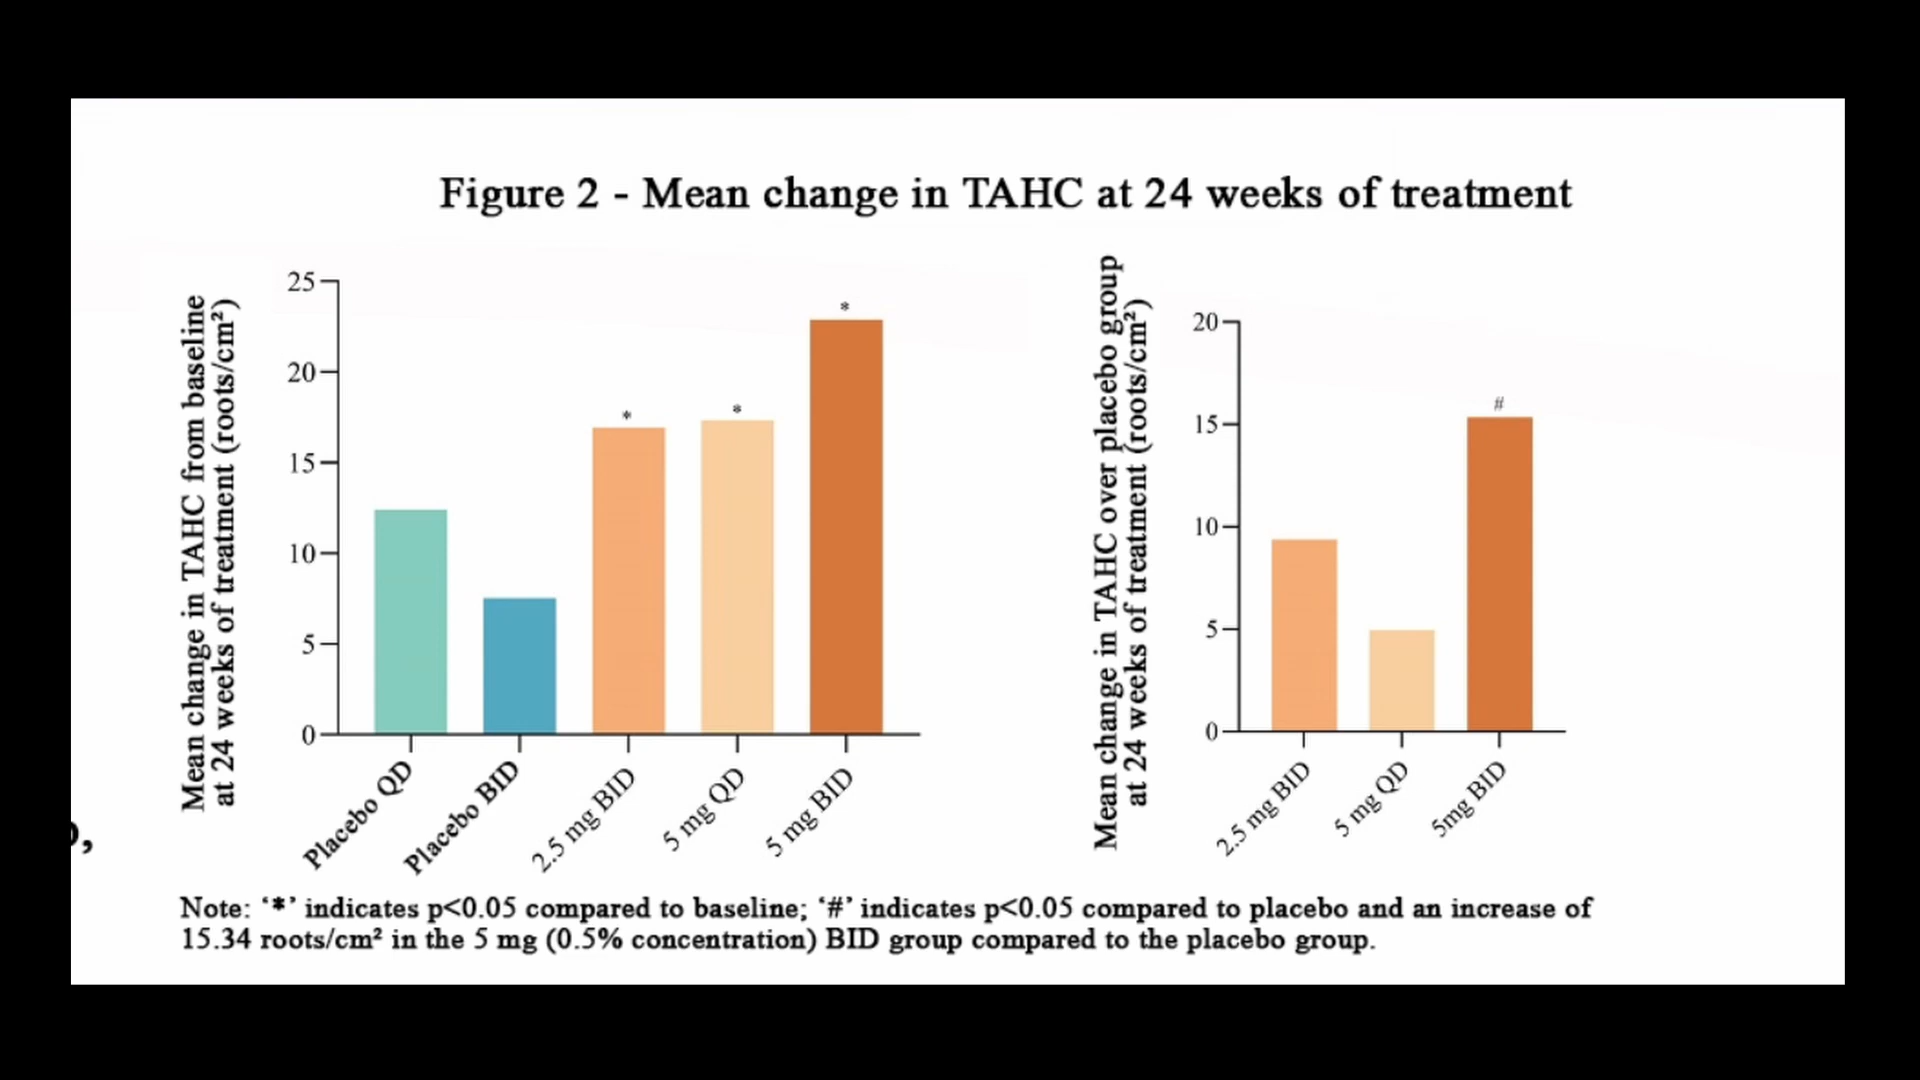 Figure 2 - Mean change in TAHC at 24 weeks of treatment
Mean change in TAHC from baseline
at 24 weeks of treatment (roots/cm²)
25
20
15
10
5
0
*
*
*
Placebo QD
Placebo BID
2.5 mg BID
5 mg QD
5 mg BID
Mean change in TAHC over placebo group
at 24 weeks of treatment (roots/cm²)
20
15
10
5
0
#
2.5 mg BID
5 mg QD
5mg BID
Note: ‘*’ indicates p<0.05 compared to baseline; ‘#’ indicates p<0.05 compared to placebo and an increase of
15.34 roots/cm² in the 5 mg (0.5% concentration) BID group compared to the placebo group.